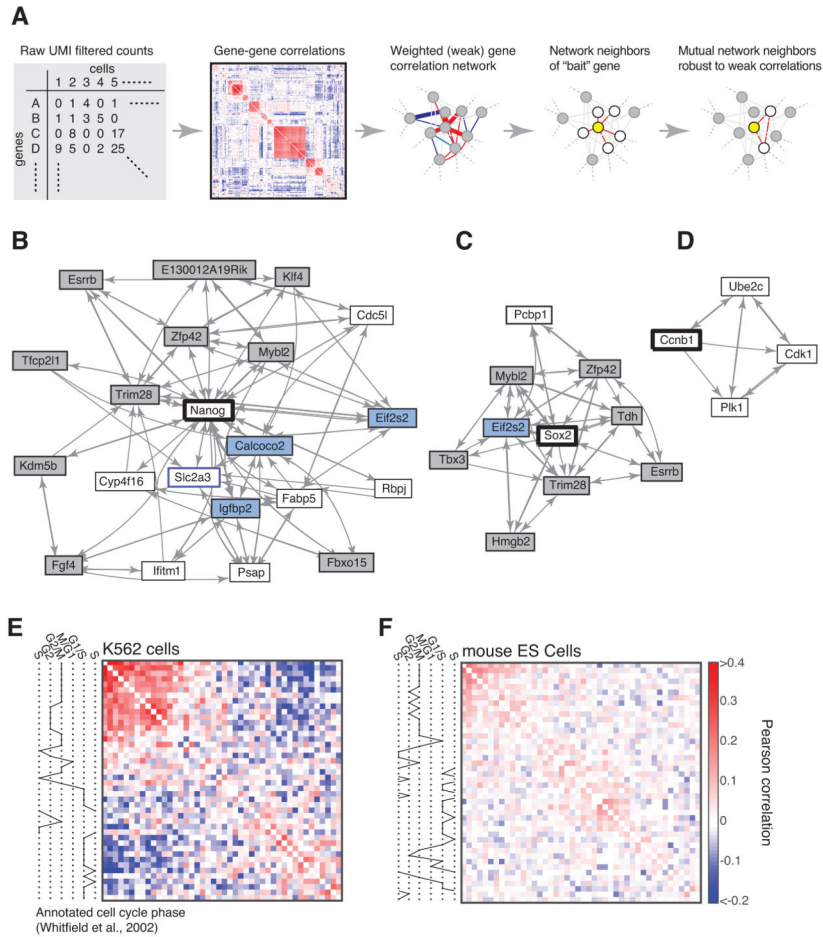 A
Raw UMI filtered counts
Gene-gene correlations
Weighted (weak) gene
correlation network
Network neighbors
of "bait" gene
Mutual network neighbors
robust to weak correlations
cells
1 2 3 4 5
genes
A 0 1 4 0 1
B 1 1 3 5 0
C 0 8 0 0 17
D 9 5 0 2 25
B
Esrrb
E130012A19Rik
Klf4
Cdc5l
Zfp42
Mybl2
Tfcp2l1
Trim28
Nanog
Eif2s2
Calcoco2
Kdm5b
Cyp4f16
Slc2a3
Rbpj
Fabp5
Igfbp2
Fgf4
Ifitm1
Psap
Fbxo15
C
Pcbp1
Mybl2
Zfp42
Tdh
Eif2s2
Sox2
Tbx3
Esrrb
Trim28
Hmgb2
D
Ube2c
Ccnb1
Cdk1
Plk1
E
K562 cells
S
G2
G2/M
M/G1
G1/S
S
Annotated cell cycle phase
(Whitfield et al., 2002)
F
mouse ES Cells
S
G2
G2/M
M/G1
G1/S
S
>0.4
0.3
0.2
0.1
0
-0.1
<-0.2
Pearson correlation